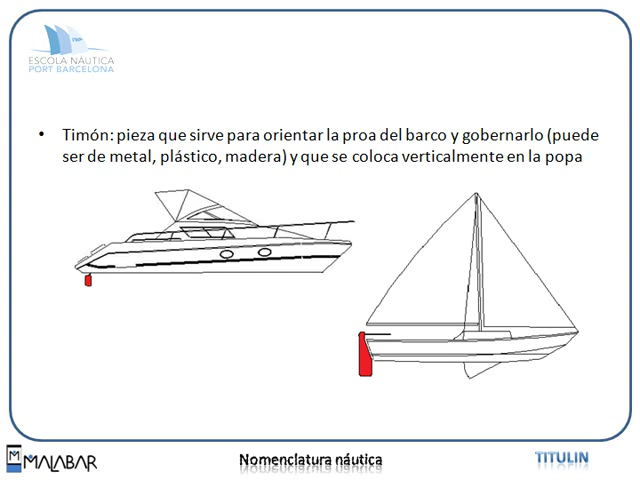 ESCOLA NÀUTICA
PORT BARCELONA
• Timón: pieza que sirve para orientar la proa del barco y gobernarlo (puede
ser de metal, plástico, madera) y que se coloca verticalmente en la popa
MALABAR
Nomenclatura náutica
TITULIN